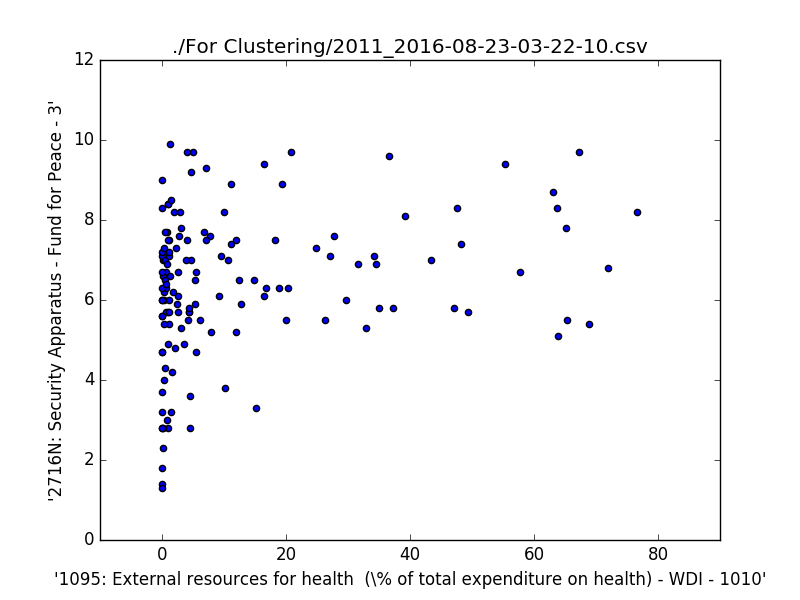 ./For Clustering/2011_2016-08-23-03-22-10.csv
12
10
8
6
4
2
0
'2716N: Security Apparatus - Fund for Peace - 3'
0 20 40 60 80
'1095: External resources for health  (\% of total expenditure on health) - WDI - 1010'